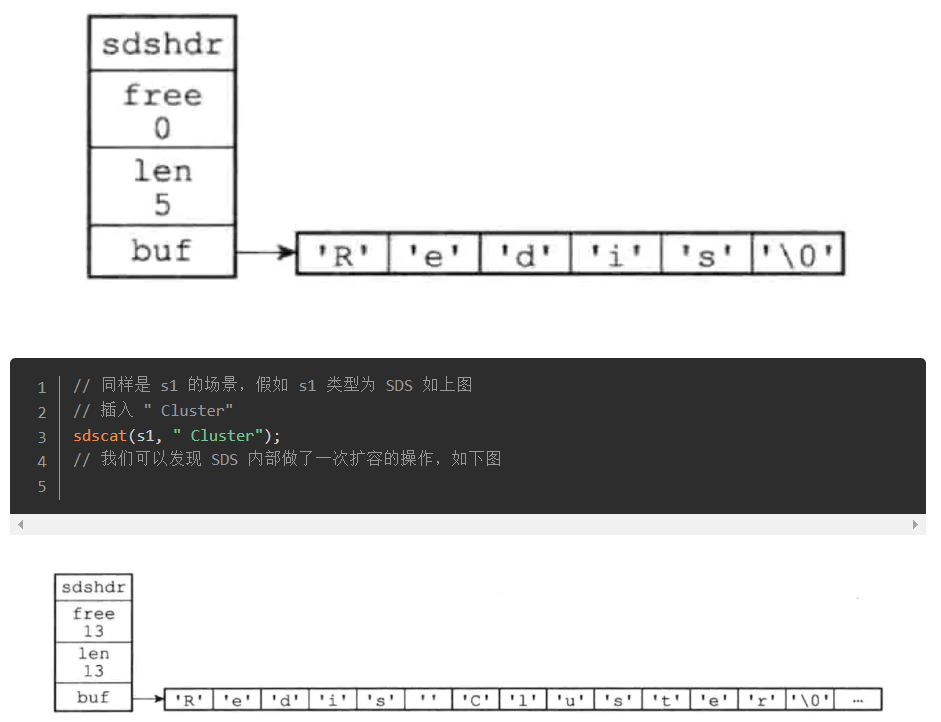 sdshdr
free
0
len
5
buf
'R' 'e' 'd' 'i' 's' '\0'
1 // 同样是 s1 的场景，假如 s1 类型为 SDS 如上图
2 // 插入 " Cluster"
3 sdscat(s1, " Cluster");
4 // 我们可以发现 SDS 内部做了一次扩容的操作，如下图
5
sdshdr
free
13
len
13
buf
'R' 'e' 'd' 'i' 's' '' 'C' 'l' 'u' 's' 't' 'e' 'r' '\0' …